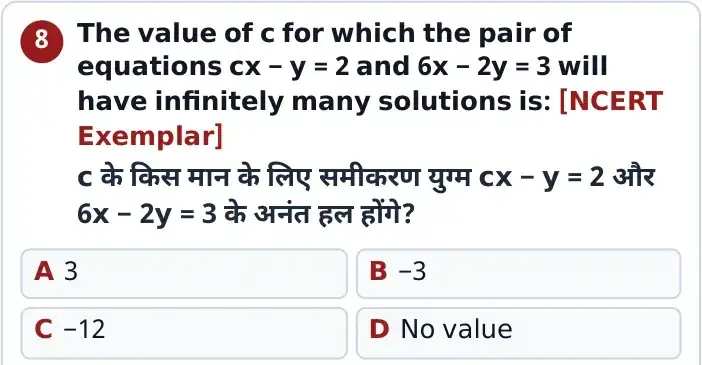 8 The value of c for which the pair of
equations cx − y = 2 and 6x − 2y = 3 will
have infinitely many solutions is: [NCERT
Exemplar]
c के किस मान के लिए समीकरण युग्म cx − y = 2 और
6x − 2y = 3 के अनंत हल होंगे?
A 3
B −3
C −12
D No value